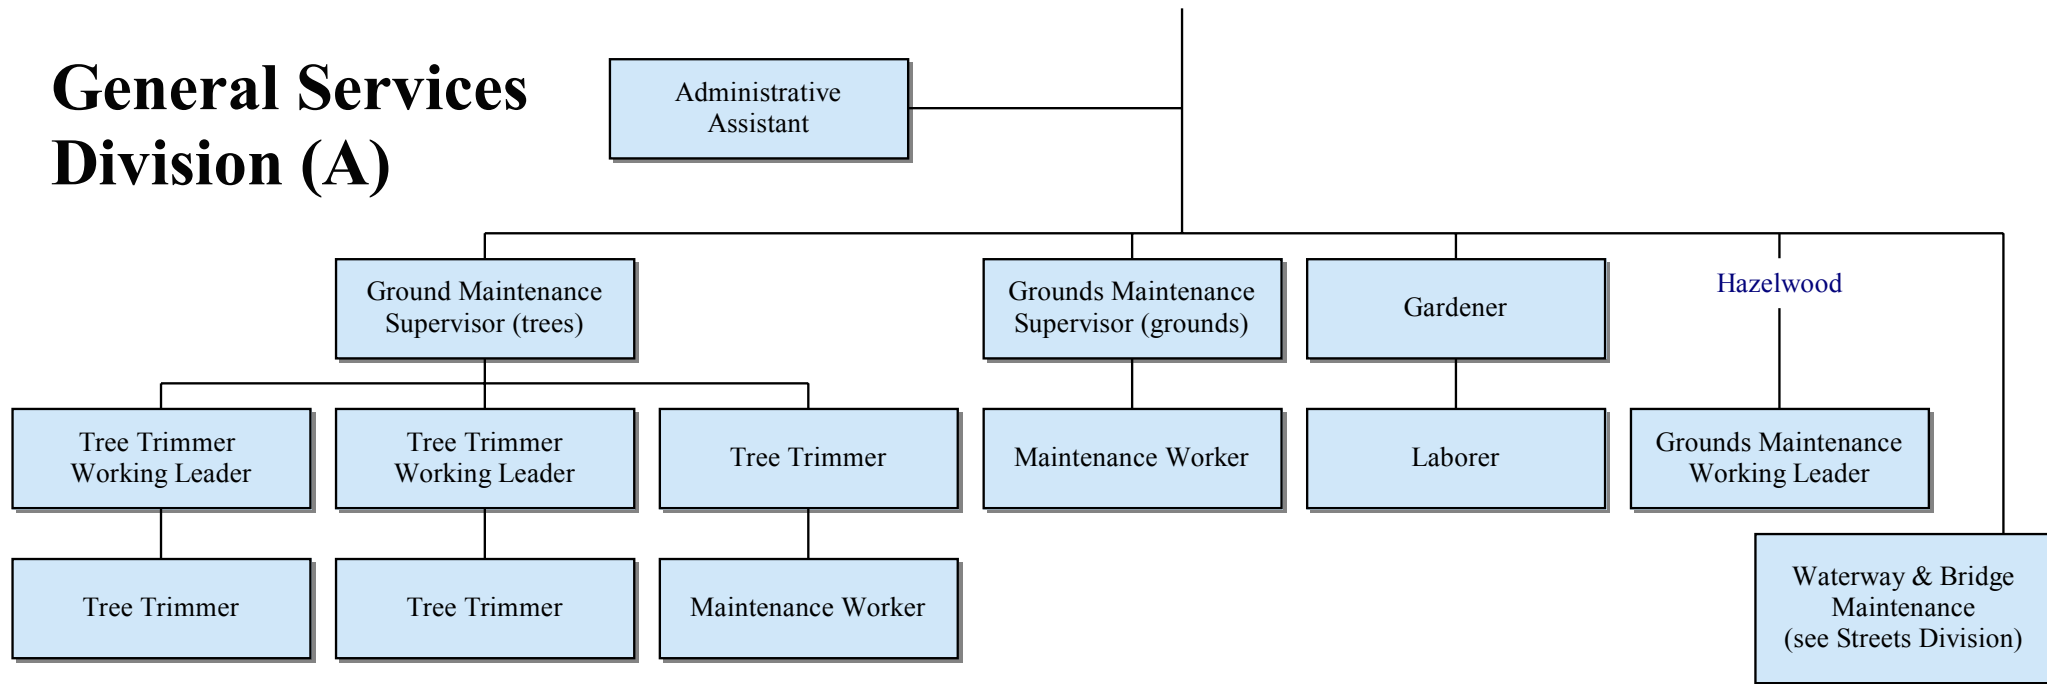 General Services
Division (A)
Administrative
Assistant
Ground Maintenance
Supervisor (trees)
Grounds Maintenance
Supervisor (grounds)
Gardener
Hazelwood
Tree Trimmer
Working Leader
Tree Trimmer
Working Leader
Tree Trimmer
Maintenance Worker
Laborer
Grounds Maintenance
Working Leader
Tree Trimmer
Tree Trimmer
Maintenance Worker
Waterway & Bridge
Maintenance
(see Streets Division)